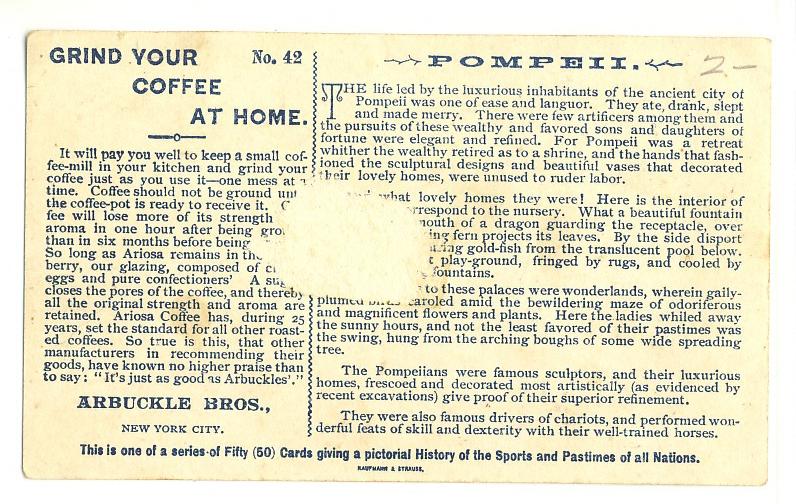 GRIND YOUR No. 42
COFFEE
AT HOME.
It will pay you well to keep a small cof-
fee-mill in your kitchen and grind your
coffee just as you use it—one mess at
time. Coffee should not be ground
the coffee-pot is ready to receive it.
fee will lose more of its strength
aroma in one hour after being
than in six months before being
So long as Ariosa remains in
berry, our glazing, composed of
eggs and pure confectioners' A
closes the pores of the coffee, and thereby
all the original strength and aroma are
retained. Ariosa Coffee has, during 25
years, set the standard for all other roast-
ed coffees. So true is this, that other
manufacturers in recommending their
goods, have known no higher praise than
to say: "It's just as good as Arbuckles'."
ARBUCKLE BROS.,
NEW YORK CITY.
POMPEII.
2-
THE life led by the luxurious inhabitants of the ancient city of
Pompeii was one of ease and languor. They ate, drank, slept
and made merry. There were few artificers among them and
the pursuits of these wealthy and favored sons and daughters of
fortune were elegant and refined. For Pompeii was a retreat
whither the wealthy retired as to a shrine, and the hands that fash-
ioned the sculptural designs and beautiful vases that decorated
their lovely homes, were unused to ruder labor.
what lovely homes they were! Here is the interior of
to the nursery. What a beautiful fountain
mouth of a dragon guarding the receptacle, over
fern projects its leaves. By the side disport
gold-fish from the translucent pool below.
play-ground, fringed by rugs, and cooled by
fountains.
to these palaces were wonderlands, wherein gaily-
plumed birds caroled amid the bewildering maze of odoriferous
and magnificent flowers and plants. Here the ladies whiled away
the sunny hours, and not the least favored of their pastimes was
the swing, hung from the arching boughs of some wide spreading
tree.
The Pompeiians were famous sculptors, and their luxurious
homes, frescoed and decorated most artistically (as evidenced by
recent excavations) give proof of their superior refinement.
They were also famous drivers of chariots, and performed won-
derful feats of skill and dexterity with their well-trained horses.
This is one of a series of Fifty (50) Cards giving a pictorial History of the Sports and Pastimes of all Nations.
KAUFMANN & STRAUSS.